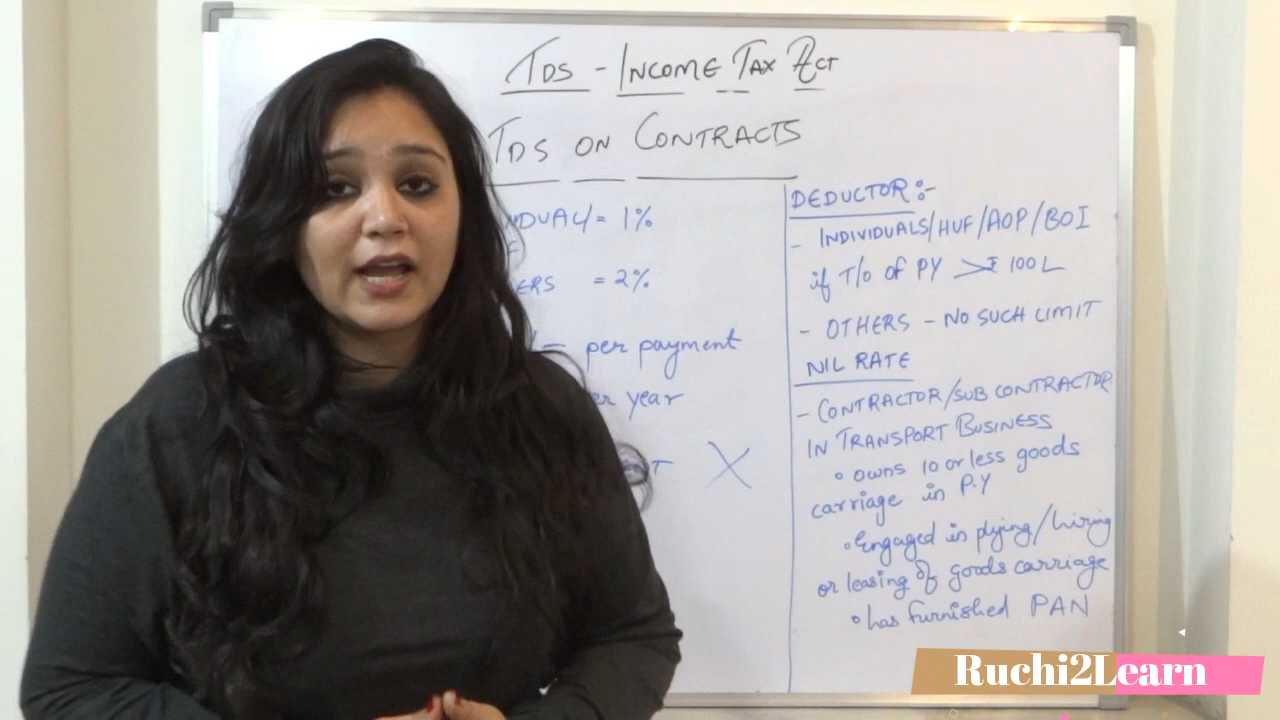 TDS - INCOME TAX ACT
TDS ON CONTRACTS
= 1%
= 2%
per payment
year
X
DEDUCTOR :-
- INDIVIDUALS/HUF/AOP/BOI
if T/O of PY > ₹ 100 L
- OTHERS - NO SUCH LIMIT
NIL RATE
- CONTRACTOR/SUB CONTRACTOR
IN TRANSPORT BUSINESS
• owns 10 or less goods
carriage in P.Y
• Engaged in plying/hiring
or leasing of goods carriage
• has furnished PAN
Ruchi2Learn